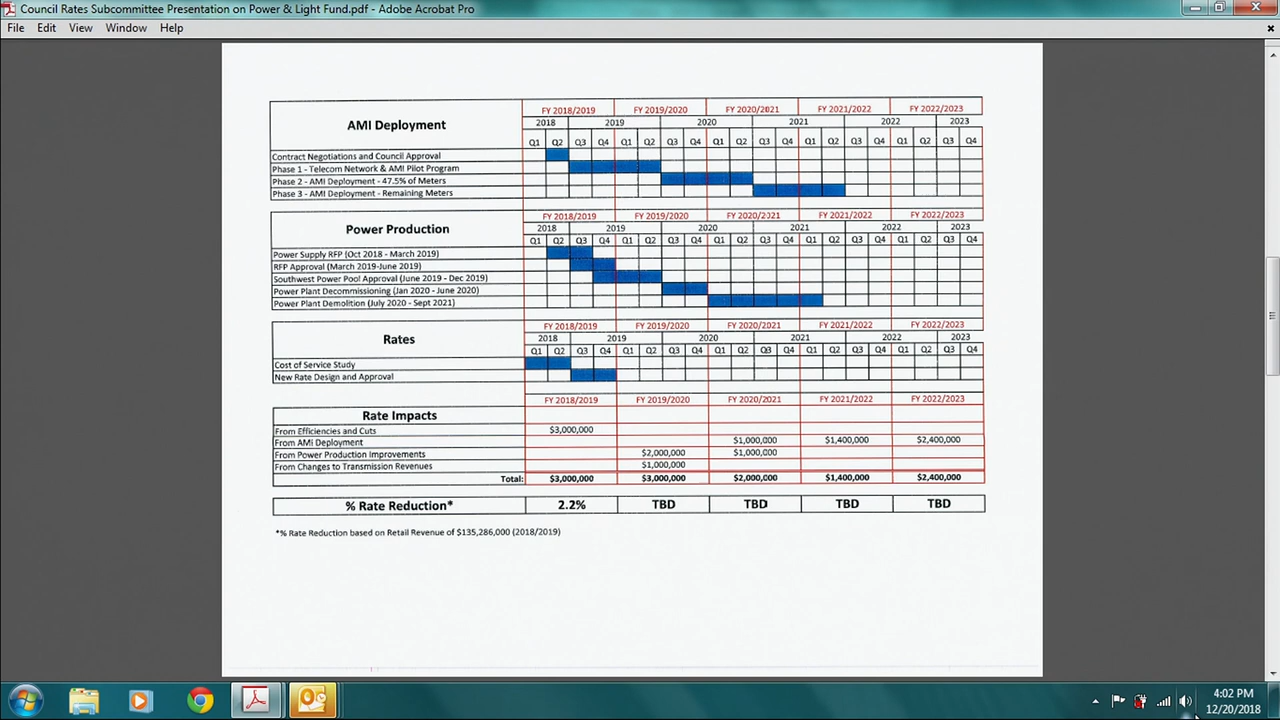 Council Rates Subcommittee Presentation on Power & Light Fund.pdf - Adobe Acrobat Pro
File Edit View Window Help
AMI Deployment
FY 2018/2019 FY 2019/2020 FY 2020/2021 FY 2021/2022 FY 2022/2023
2018 2019 2020 2021 2022 2023
Q1 Q2 Q3 Q4 Q1 Q2 Q3 Q4 Q1 Q2 Q3 Q4 Q1 Q2 Q3 Q4 Q1 Q2 Q3 Q4
Contract Negotiations and Council Approval
Phase 1 - Telecom Network & AMI Pilot Program
Phase 2 - AMI Deployment - 47.5% of Meters
Phase 3 - AMI Deployment - Remaining Meters
Power Production
FY 2018/2019 FY 2019/2020 FY 2020/2021 FY 2021/2022 FY 2022/2023
2018 2019 2020 2021 2022 2023
Q1 Q2 Q3 Q4 Q1 Q2 Q3 Q4 Q1 Q2 Q3 Q4 Q1 Q2 Q3 Q4 Q1 Q2 Q3 Q4
Power Supply RFP (Oct 2018 - March 2019)
RFP Approval (March 2019-June 2019)
Southwest Power Pool Approval (June 2019 - Dec 2019)
Power Plant Decommissioning (Jan 2020 - June 2020)
Power Plant Demolition (July 2020 - Sept 2021)
Rates
FY 2018/2019 FY 2019/2020 FY 2020/2021 FY 2021/2022 FY 2022/2023
2018 2019 2020 2021 2022 2023
Q1 Q2 Q3 Q4 Q1 Q2 Q3 Q4 Q1 Q2 Q3 Q4 Q1 Q2 Q3 Q4 Q1 Q2 Q3 Q4
Cost of Service Study
New Rate Design and Approval
FY 2018/2019 FY 2019/2020 FY 2020/2021 FY 2021/2022 FY 2022/2023
Rate Impacts
From Efficiencies and Cuts $3,000,000
From AMI Deployment $1,000,000 $1,400,000 $2,400,000
From Power Production Improvements $2,000,000 $1,000,000
From Changes to Transmission Revenues $1,000,000
Total: $3,000,000 $3,000,000 $2,000,000 $1,400,000 $2,400,000
% Rate Reduction* 2.2% TBD TBD TBD TBD
*% Rate Reduction based on Retail Revenue of $135,286,000 (2018/2019)
4:02 PM
12/20/2018